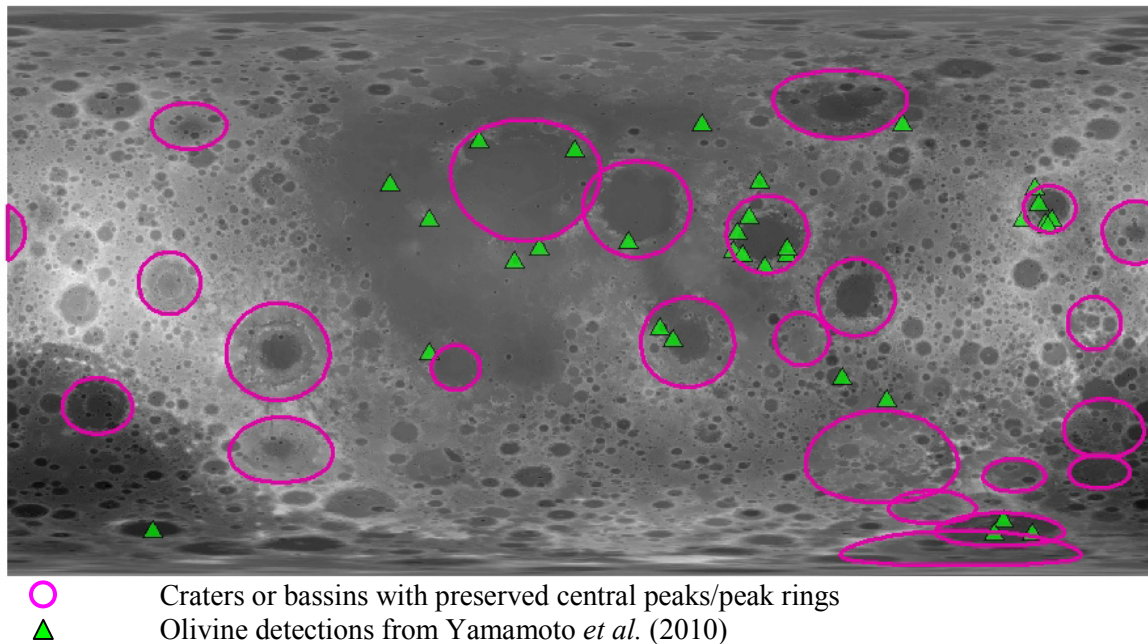 Craters or bassins with preserved central peaks/peak rings
Olivine detections from Yamamoto et al. (2010)